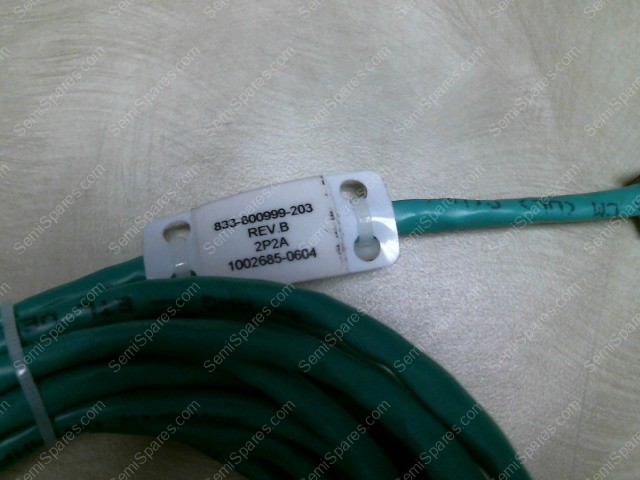 833-800999-203
REV.B
2P2A
1002685-0604
SemiSpares.com